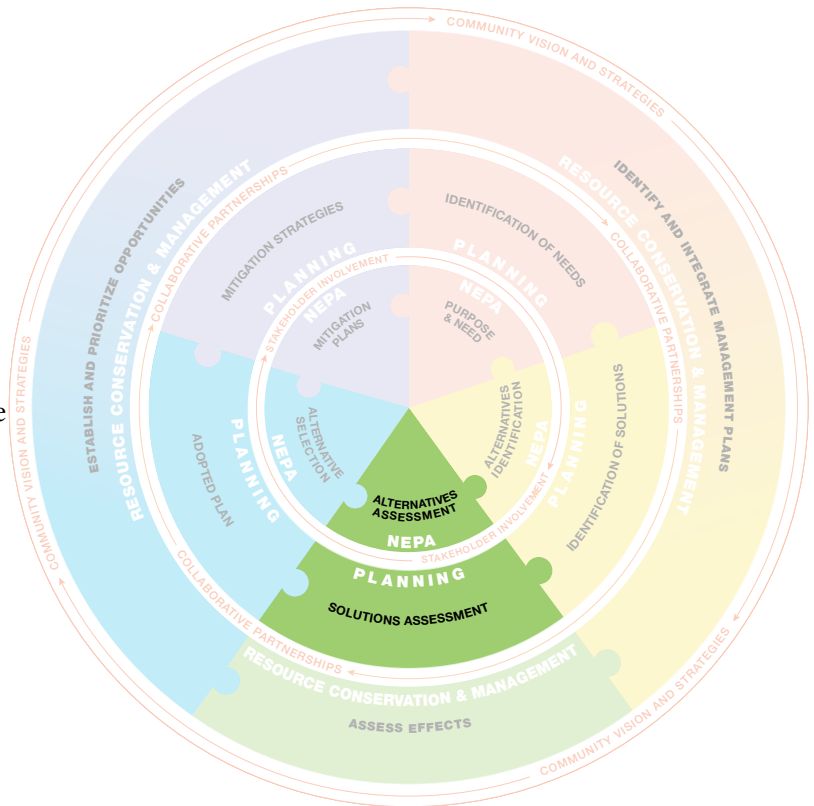 COMMUNITY VISION AND STRATEGIES
IDENTIFY AND INTEGRATE MANAGEMENT PLANS
RESOURCE CONSERVATION & MANAGEMENT
COLLABORATIVE PARTNERSHIPS
IDENTIFICATION OF NEEDS
PLANNING
NEPA
PURPOSE
& NEED
IDENTIFICATION OF SOLUTIONS
PLANNING
NEPA
ALTERNATIVES
IDENTIFICATION
STAKEHOLDER INVOLVEMENT
ALTERNATIVES
ASSESSMENT
NEPA
STAKEHOLDER INVOLVEMENT
PLANNING
SOLUTIONS ASSESSMENT
COLLABORATIVE PARTNERSHIPS
RESOURCE CONSERVATION & MANAGEMENT
ASSESS EFFECTS
COMMUNITY VISION AND STRATEGIES
ALTERNATIVE
SELECTION
NEPA
PLANNING
ADOPTED PLAN
MITIGATION
PLANS
NEPA
PLANNING
MITIGATION STRATEGIES
COLLABORATIVE PARTNERSHIPS
RESOURCE CONSERVATION & MANAGEMENT
ESTABLISH AND PRIORITIZE OPPORTUNITIES
COMMUNITY VISION AND STRATEGIES
e